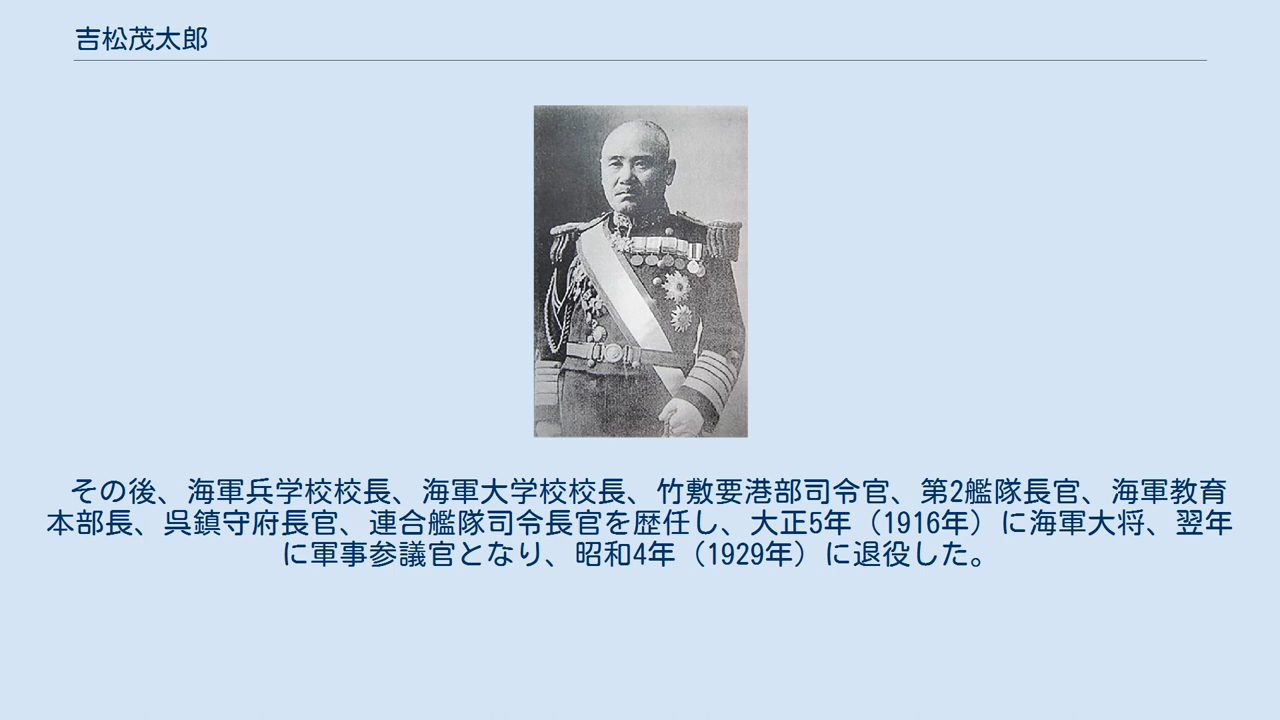 吉松茂太郎
その後、海軍兵学校校長、海軍大学校校長、竹敷要港部司令官、第2艦隊長官、海軍教育
本部長、呉鎮守府長官、連合艦隊司令長官を歴任し、大正5年（1916年）に海軍大将、翌年
に軍事参議官となり、昭和4年（1929年）に退役した。